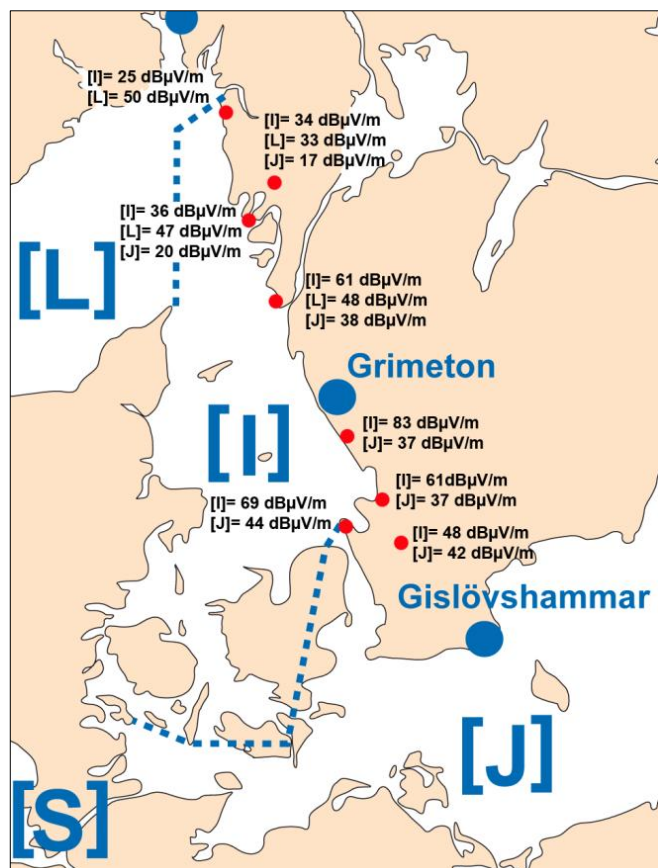 [I]= 25 dBµV/m
[L]= 50 dBµV/m
[I]= 34 dBµV/m
[L]= 33 dBµV/m
[J]= 17 dBµV/m
[I]= 36 dBµV/m
[L]= 47 dBµV/m
[J]= 20 dBµV/m
[L]
[I]= 61 dBµV/m
[L]= 48 dBµV/m
[J]= 38 dBµV/m
Grimeton
[I]
[I]= 83 dBµV/m
[J]= 37 dBµV/m
[I]= 61dBµV/m
[J]= 37 dBµV/m
[I]= 69 dBµV/m
[J]= 44 dBµV/m
[I]= 48 dBµV/m
[J]= 42 dBµV/m
Gislövshammar
[J]
[S]